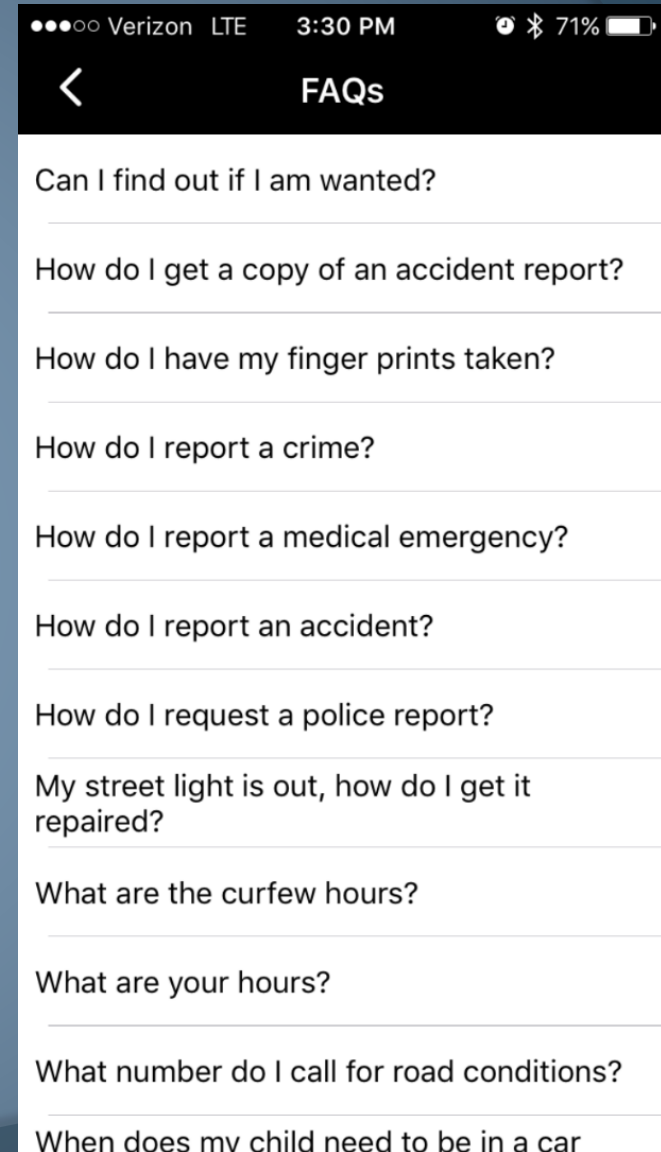 Verizon LTE 3:30 PM 71%
FAQs
Can I find out if I am wanted?
How do I get a copy of an accident report?
How do I have my finger prints taken?
How do I report a crime?
How do I report a medical emergency?
How do I report an accident?
How do I request a police report?
My street light is out, how do I get it
repaired?
What are the curfew hours?
What are your hours?
What number do I call for road conditions?
When does my child need to be in a car